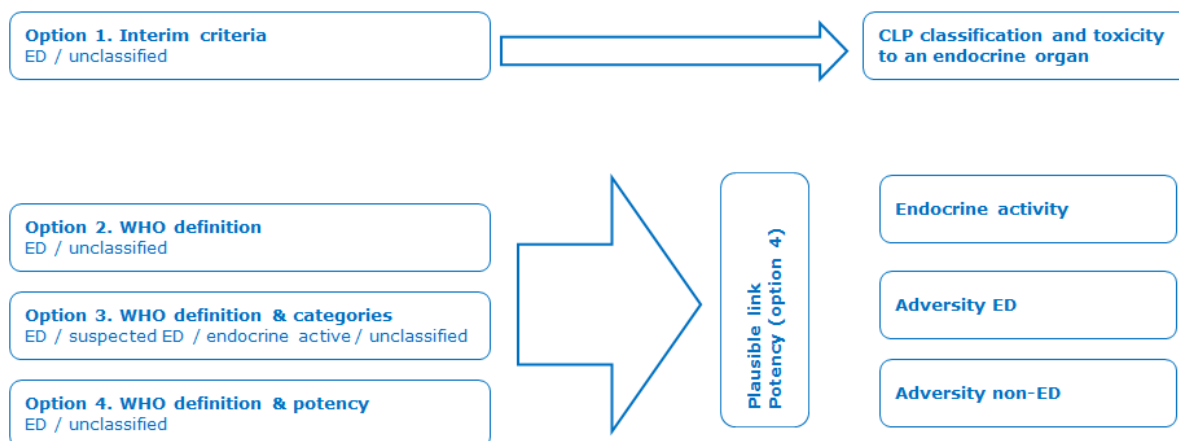 Option 1. Interim criteria
ED / unclassified
CLP classification and toxicity
to an endocrine organ
Option 2. WHO definition
ED / unclassified
Option 3. WHO definition & categories
ED / suspected ED / endocrine active / unclassified
Option 4. WHO definition & potency
ED / unclassified
Plausible link
Potency (option 4)
Endocrine activity
Adversity ED
Adversity non-ED